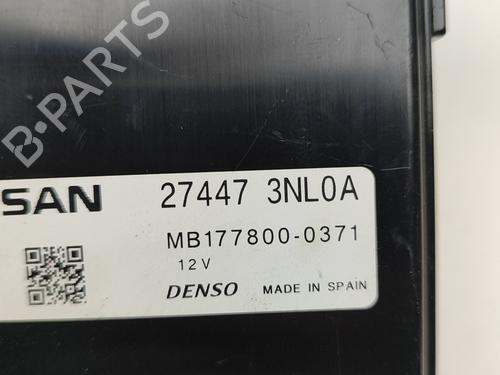 B-PARTS
SAN 27447 3NL0A
MB177800-0371
12V
DENSO MADE IN SPAIN